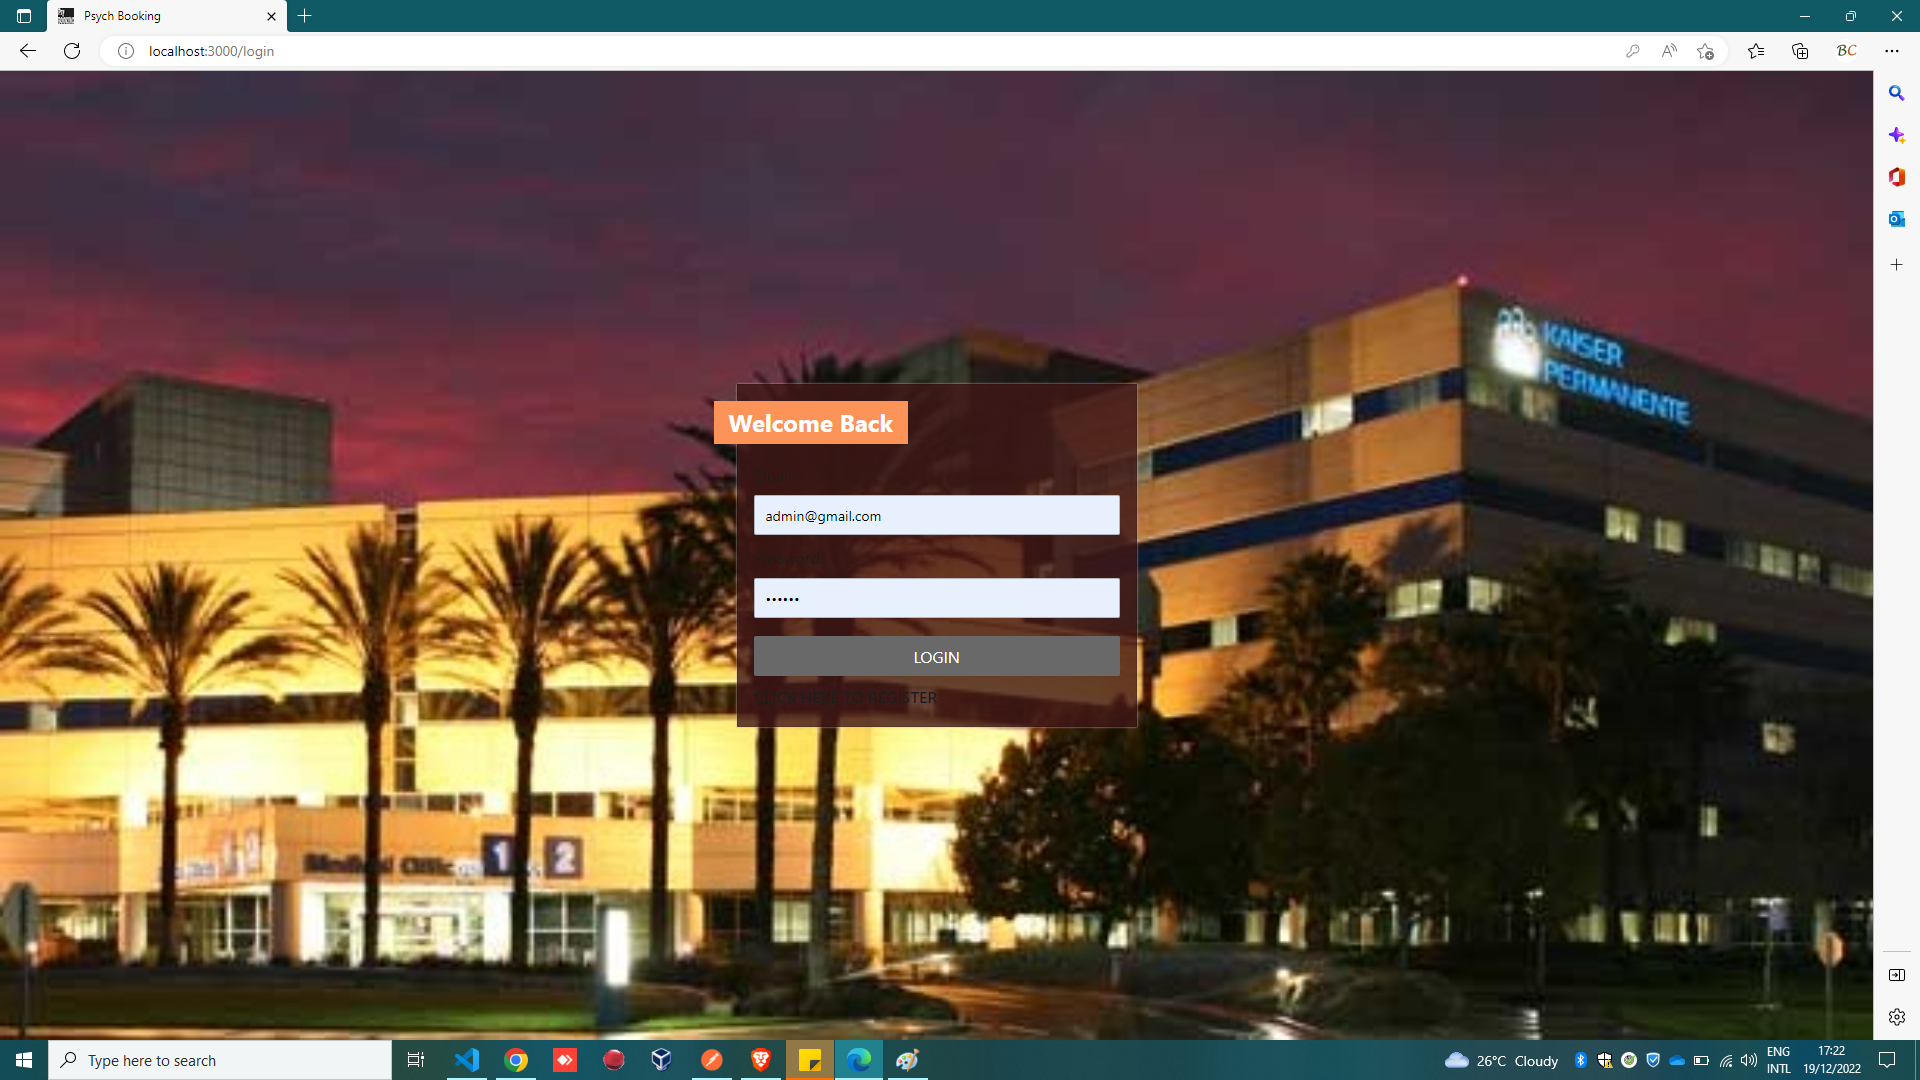 Psych Booking
localhost:3000/login
BC
KAISER
PERMANENTE
Welcome Back
Email
admin@gmail.com
Password
••••••
LOGIN
CLICK HERE TO REGISTER
Medical Offices
1
2
Type here to search
26°C Cloudy
ENG
INTL
17:22
19/12/2022